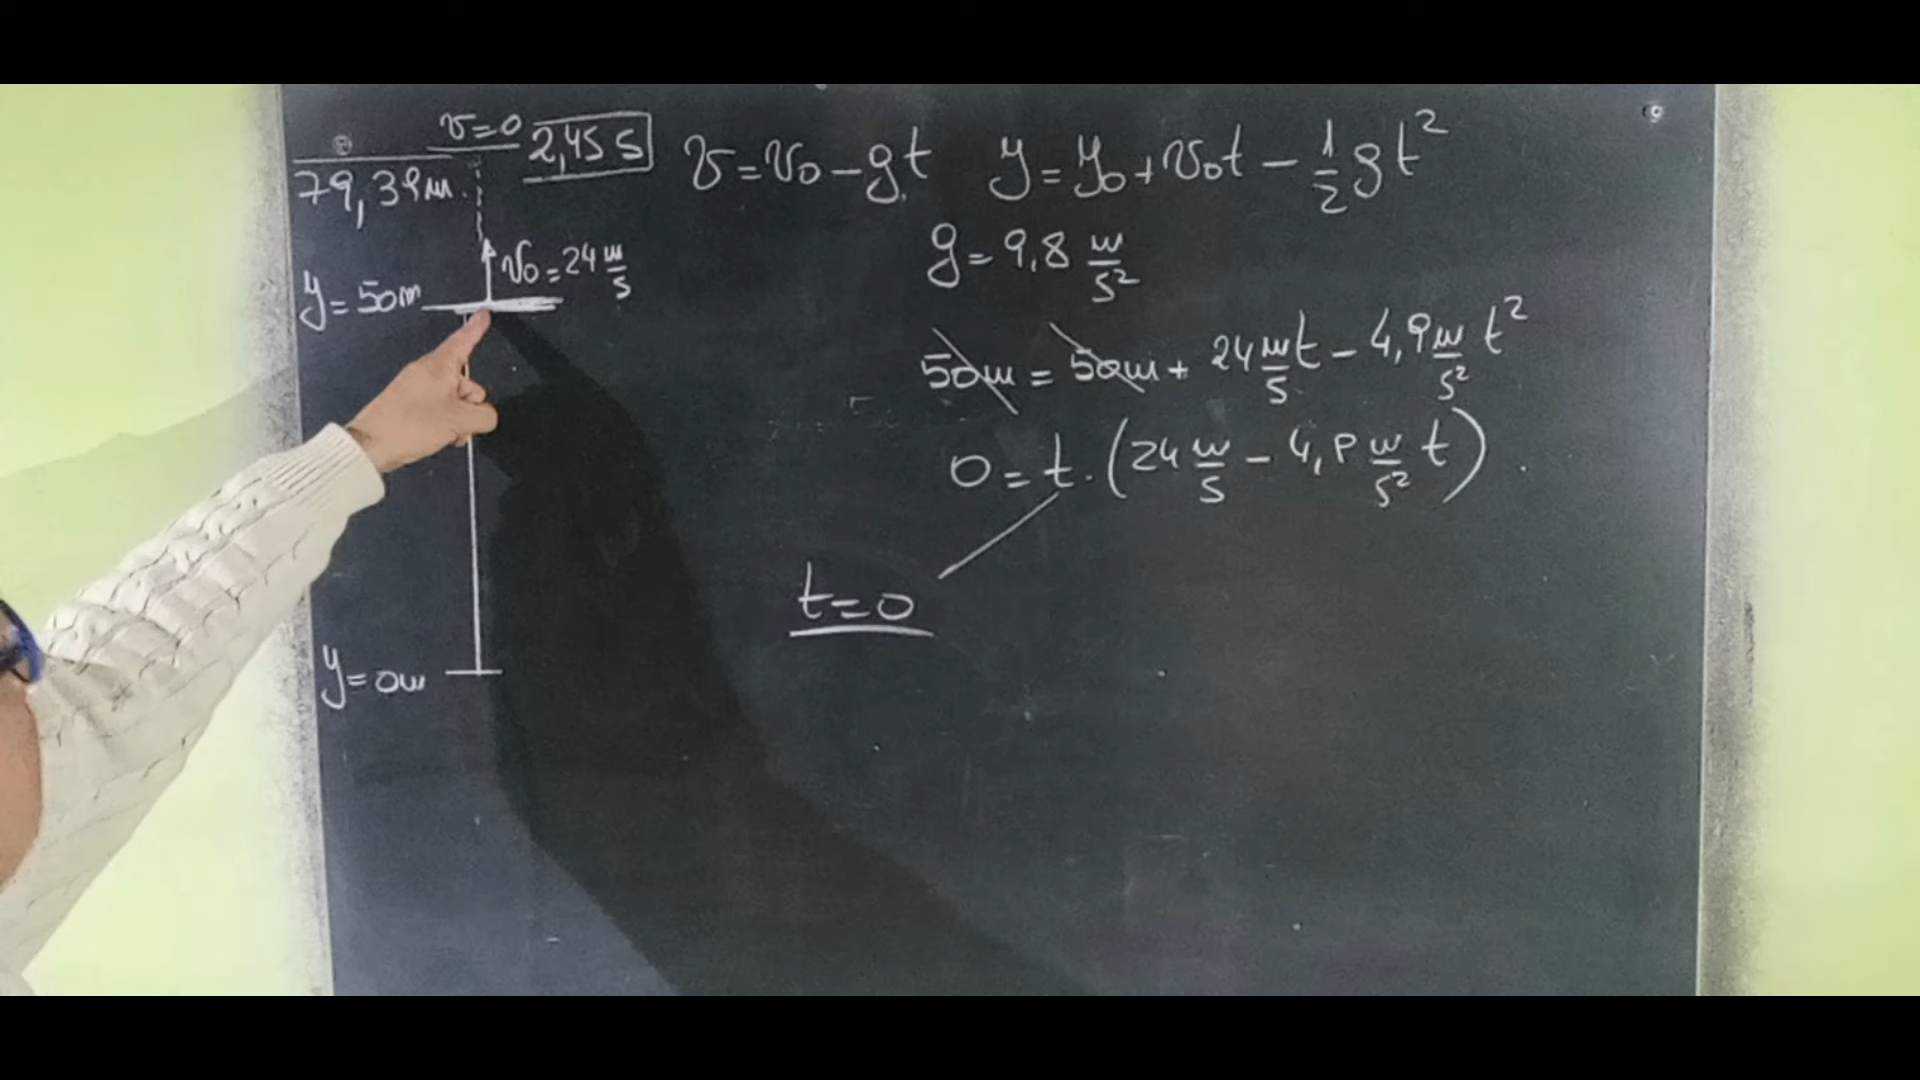 v=0
2,45 s
79,39m.
v=v₀-gt
y=y₀+v₀t-½gt²
g=9,8 m/s²
v₀=24 m/s
y=50m
50m = 50m + 24 m/s t - 4,9 m/s² t²
0 = t.(24 m/s - 4,9 m/s² t).
t=0
y=0m